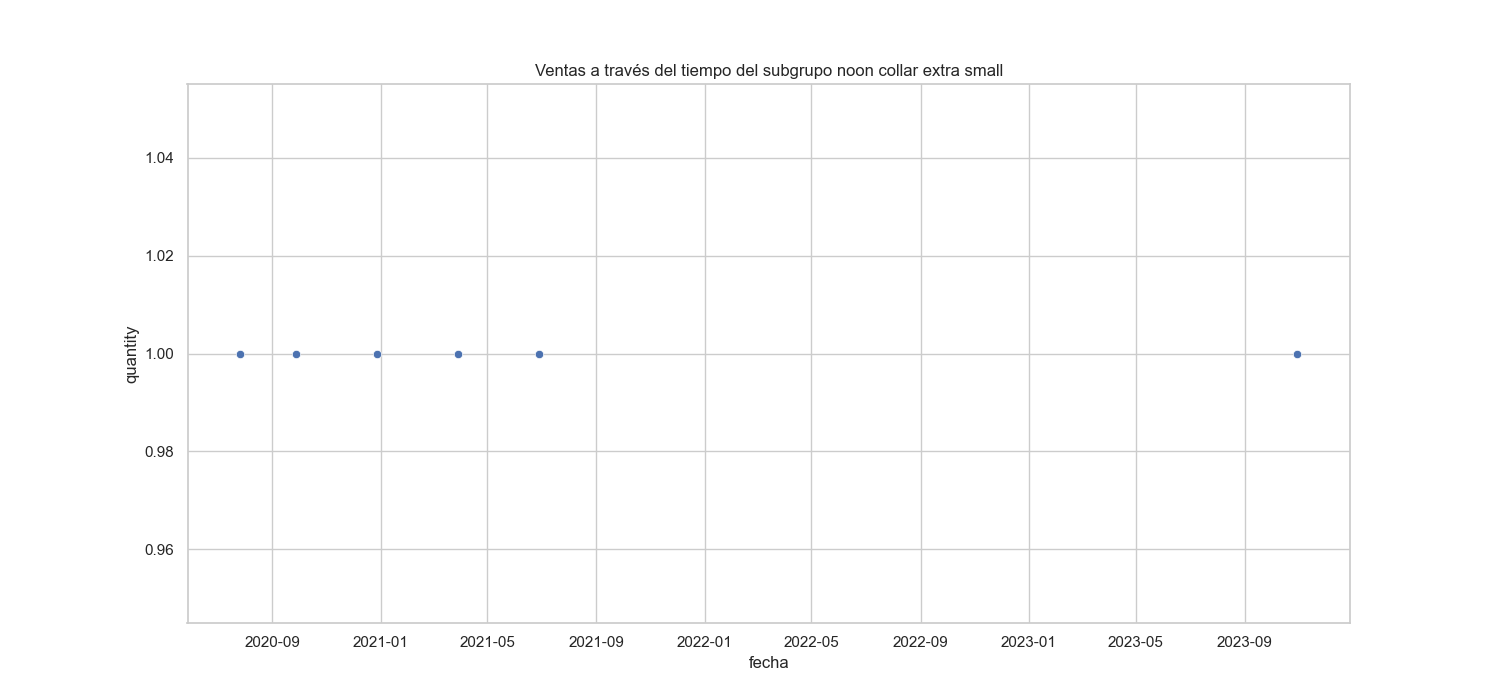 Ventas a través del tiempo del subgrupo noon collar extra small
1.04
1.02
1.00
0.98
0.96
quantity
2020-09 2021-01 2021-05 2021-09 2022-01 2022-05 2022-09 2023-01 2023-05 2023-09
fecha